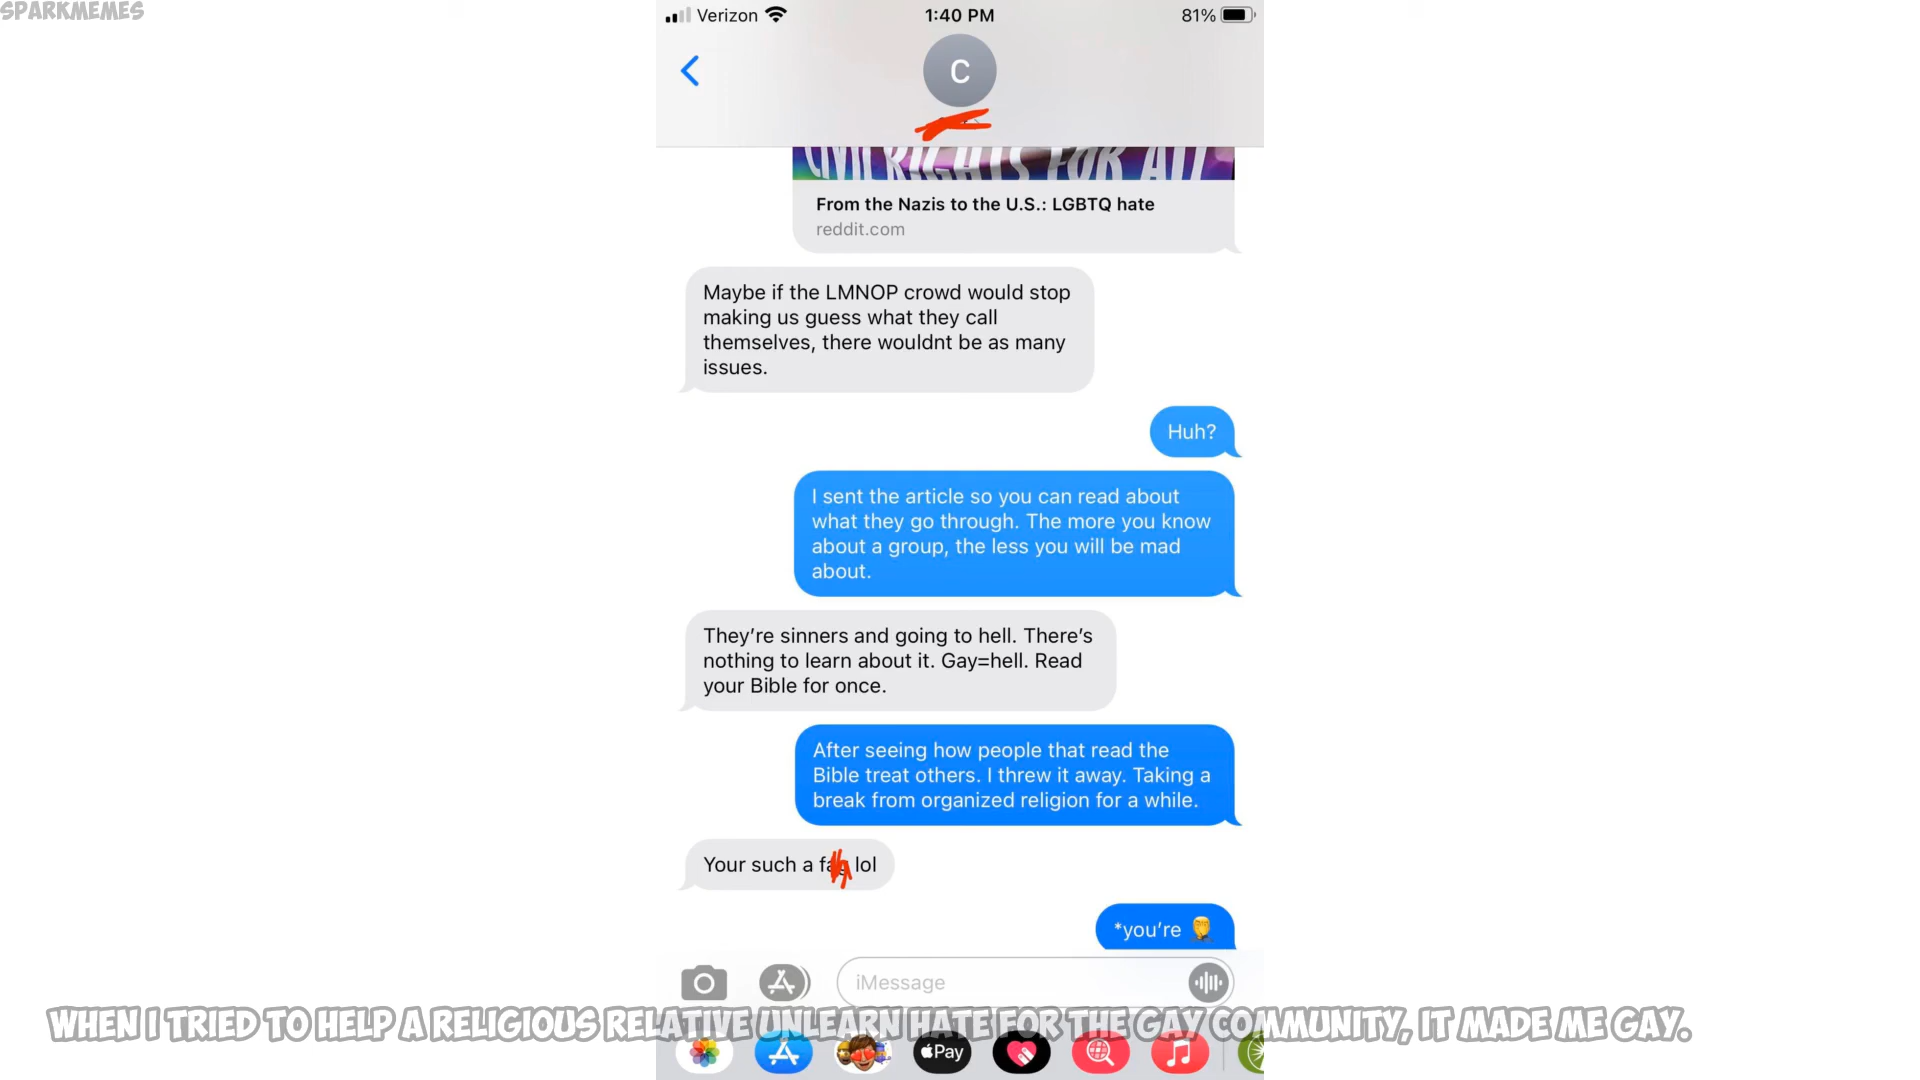 SPARKMEMES
Verizon
1:40 PM
81%
C
CIVIL RIGHTS FOR ALL
From the Nazis to the U.S.: LGBTQ hate
reddit.com
Maybe if the LMNOP crowd would stop
making us guess what they call
themselves, there wouldnt be as many
issues.
Huh?
I sent the article so you can read about
what they go through. The more you know
about a group, the less you will be mad
about.
They're sinners and going to hell. There's
nothing to learn about it. Gay=hell. Read
your Bible for once.
After seeing how people that read the
Bible treat others. I threw it away. Taking a
break from organized religion for a while.
Your such a fag lol
*you're
iMessage
WHEN I TRIED TO HELP A RELIGIOUS RELATIVE UNLEARN HATE FOR THE GAY COMMUNITY, IT MADE ME GAY.
Pay